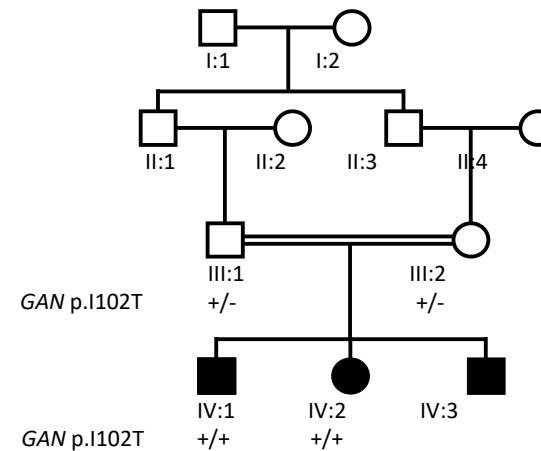 I:1 I:2
II:1 II:2 II:3 II:4
III:1 III:2
GAN p.I102T +/- +/-
IV:1 IV:2 IV:3
GAN p.I102T +/+ +/+